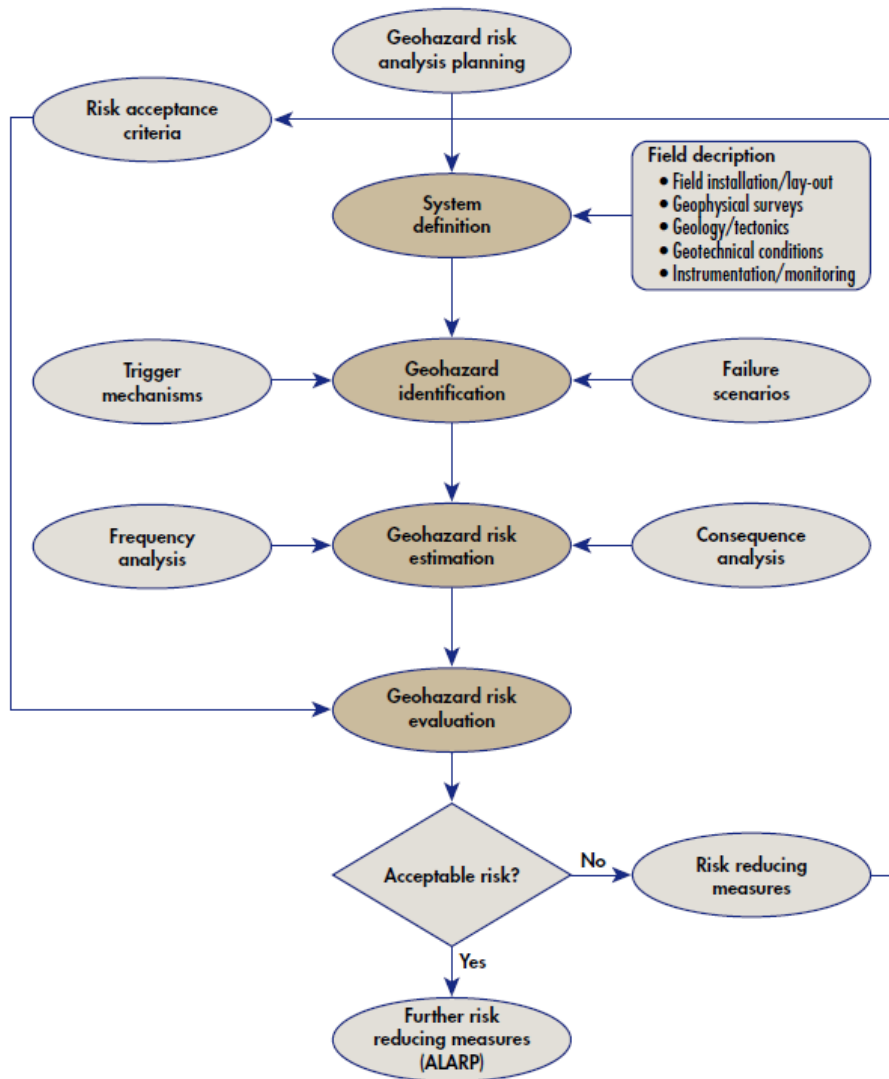 Geohazard risk
analysis planning
Risk acceptance
criteria
Field decription
• Field installation/lay-out
• Geophysical surveys
• Geology/tectonics
• Geotechnical conditions
• Instrumentation/monitoring
System
definition
Trigger
mechanisms
Geohazard
identification
Failure
scenarios
Frequency
analysis
Geohazard risk
estimation
Consequence
analysis
Geohazard risk
evaluation
Acceptable risk?
No
Risk reducing
measures
Yes
Further risk
reducing measures
(ALARP)